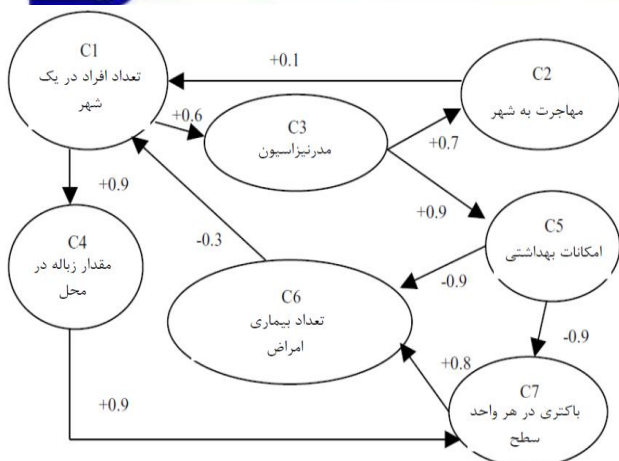 C1
تعداد افراد در یک
شهر
+0.1
C2
مهاجرت به شهر
+0.6
C3
مدرنیزاسیون
+0.7
+0.9
+0.9
C4
مقدار زباله در
محل
-0.3
C5
امکانات بهداشتی
-0.9
C6
تعداد بیماری
امراض
-0.9
+0.8
+0.9
C7
باکتری در هر واحد
سطح